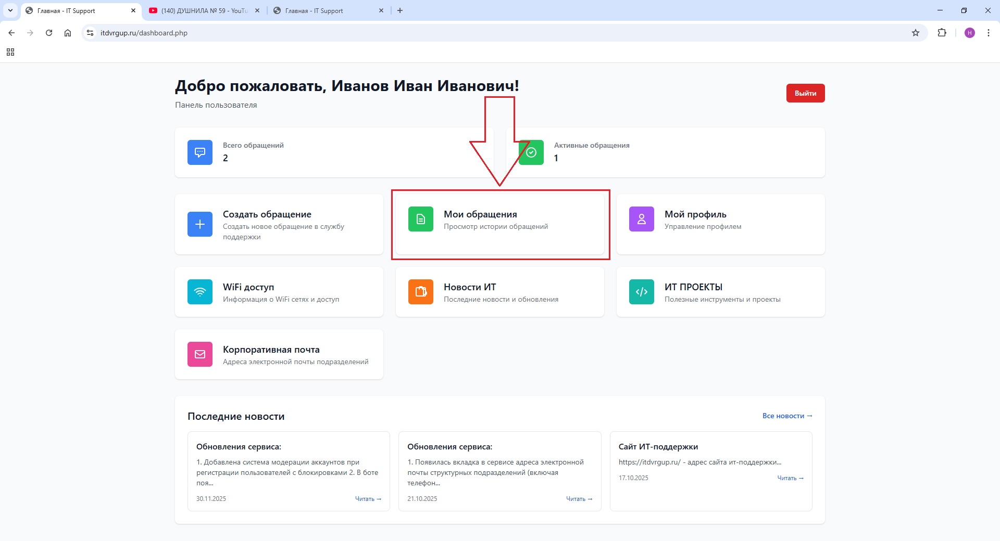 Главная - IT Support
(140) ДУШНИЛА № 59 - YouTu
Главная - IT Support
itdvrgup.ru/dashboard.php
H
Добро пожаловать, Иванов Иван Иванович!
Панель пользователя
Выйти
Всего обращений
2
Активные обращения
1
Создать обращение
Создать новое обращение в службу
поддержки
Мои обращения
Просмотр истории обращений
Мой профиль
Управление профилем
WiFi доступ
Информация о WiFi сетях и доступ
Новости ИТ
Последние новости и обновления
ИТ ПРОЕКТЫ
Полезные инструменты и проекты
Корпоративная почта
Адреса электронной почты подразделений
Последние новости
Все новости →
Обновления сервиса:
1. Добавлена система модерации аккаунтов при
регистрации пользователей с блокировками 2. В боте
поя...
30.11.2025
Читать →
Обновления сервиса:
1. Появилась вкладка в сервисе адреса электронной
почты структурных подразделений (включая
телефон...
21.10.2025
Читать →
Сайт ИТ-поддержки
https://itdvrgup.ru/ - адрес сайта ит-поддержки...
17.10.2025
Читать →